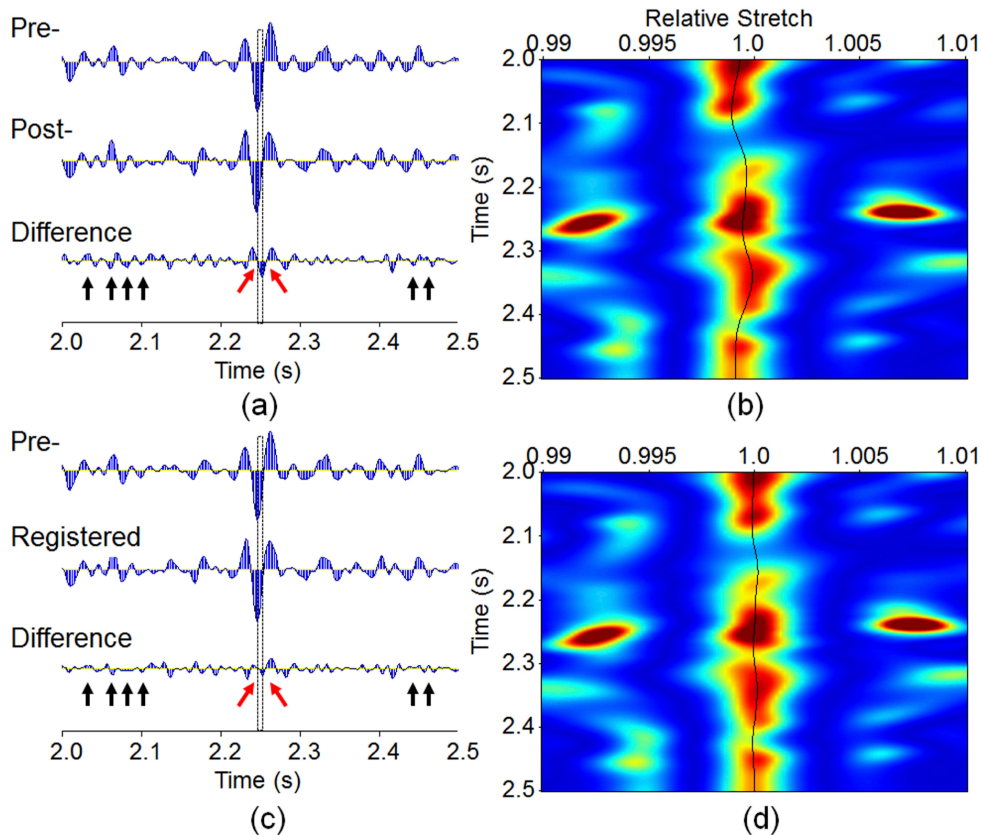 Pre-
Post-
Difference
2.0 2.1 2.2 2.3 2.4 2.5
Time (s)
(a)
Relative Stretch
0.99 0.995 1.0 1.005 1.01
2.0
2.1
2.2
2.3
2.4
2.5
Time (s)
(b)
Pre-
Registered
Difference
2.0 2.1 2.2 2.3 2.4 2.5
Time (s)
(c)
0.99 0.995 1.0 1.005 1.01
2.0
2.1
2.2
2.3
2.4
2.5
Time (s)
(d)